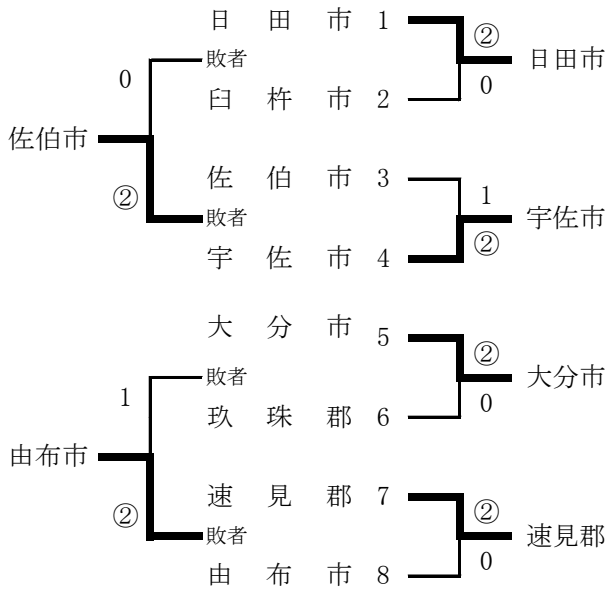 日田市 1 ② 日田市
0 敗者 0
臼杵市 2
佐伯市
佐伯市 3 1
② 敗者 ② 宇佐市
宇佐市 4
大分市 5 ②
1 敗者 0 大分市
玖珠郡 6
由布市
速見郡 7 ②
② 敗者 0 速見郡
由布市 8